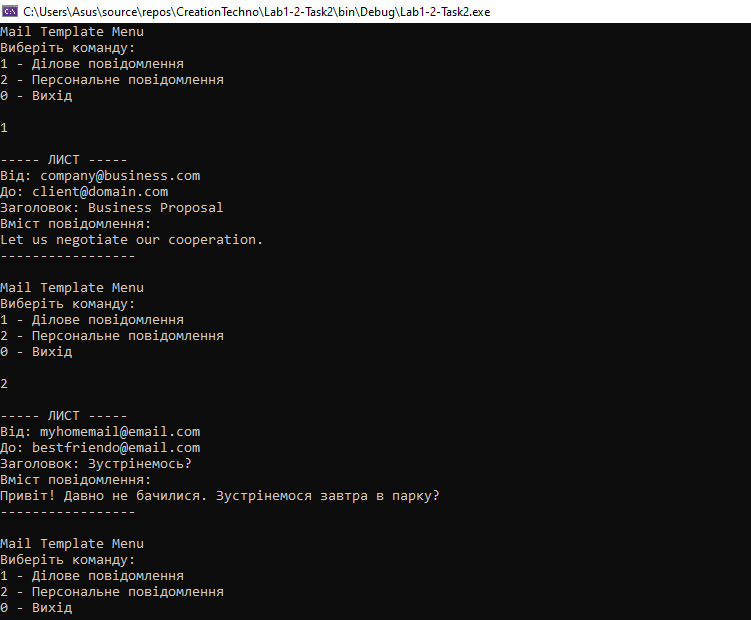 C:\Users\Asus\source\repos\CreationTechno\Lab1-2-Task2\bin\Debug\Lab1-2-Task2.exe
Mail Template Menu
Виберіть команду:
1 - Ділове повідомлення
2 - Персональне повідомлення
0 - Вихід
1
----- ЛИСТ -----
Від: company@business.com
До: client@domain.com
Заголовок: Business Proposal
Вміст повідомлення:
Let us negotiate our cooperation.
-----------------
Mail Template Menu
Виберіть команду:
1 - Ділове повідомлення
2 - Персональне повідомлення
0 - Вихід
2
----- ЛИСТ -----
Від: myhomemail@email.com
До: bestfriendo@email.com
Заголовок: Зустрінемось?
Вміст повідомлення:
Привіт! Давно не бачилися. Зустрінемося завтра в парку?
-----------------
Mail Template Menu
Виберіть команду:
1 - Ділове повідомлення
2 - Персональне повідомлення
0 - Вихід